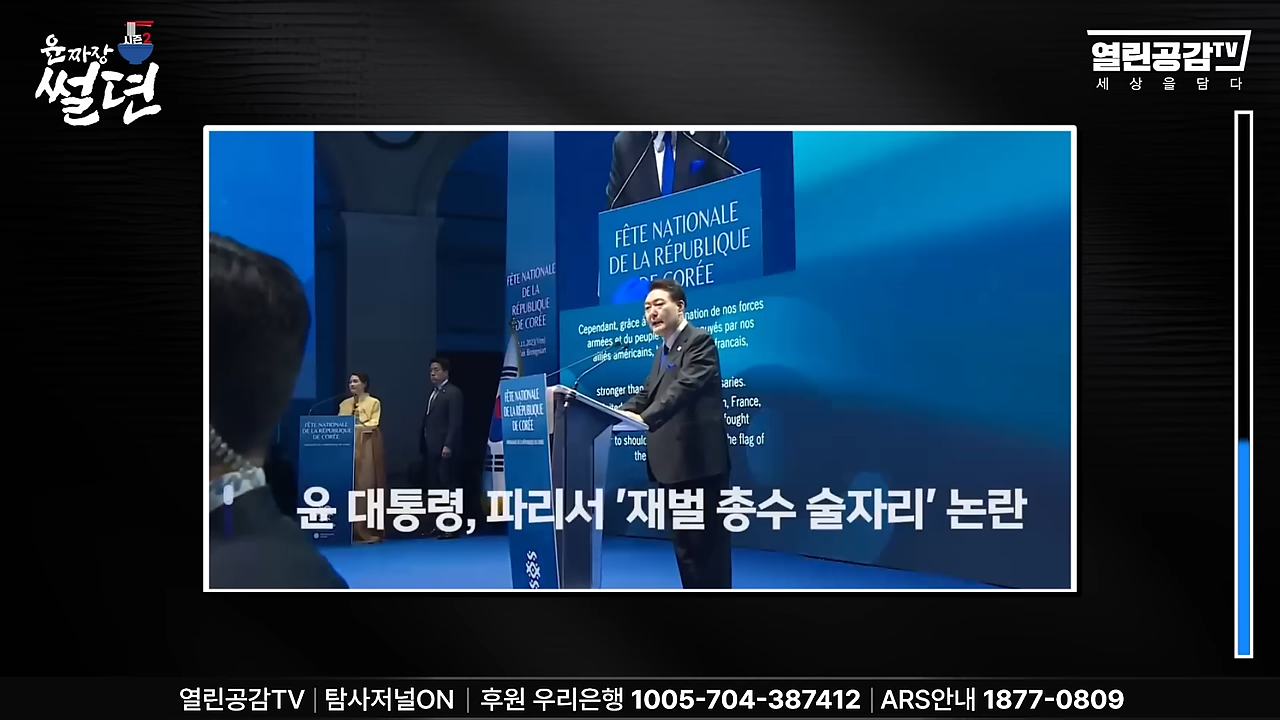 윤짜장
시즌2
썰뎐
열린공감TV
세상을담다
FÊTE NATIONALE
DE LA RÉPUBLIQUE
DE CORÉE
FÊTE NATIONALE
DE LA
RÉPUBLIQUE
DE CORÉE
Cependant, grâce à
nation de nos forces
armées et du peuple
uyés par nos
alliés américains,
francais,
stronger than
saries.
n, France,
fought
to should
he flag of
the
FÊTE NATIONALE
DE LA RÉPUBLIQUE
DE CORÉE
FÊTE NATIONALE
DE LA RÉPUBLIQUE
DE CORÉE
윤 대통령, 파리서 '재벌 총수 술자리' 논란
열린공감TV | 탐사저널ON | 후원 우리은행 1005-704-387412 | ARS안내 1877-0809